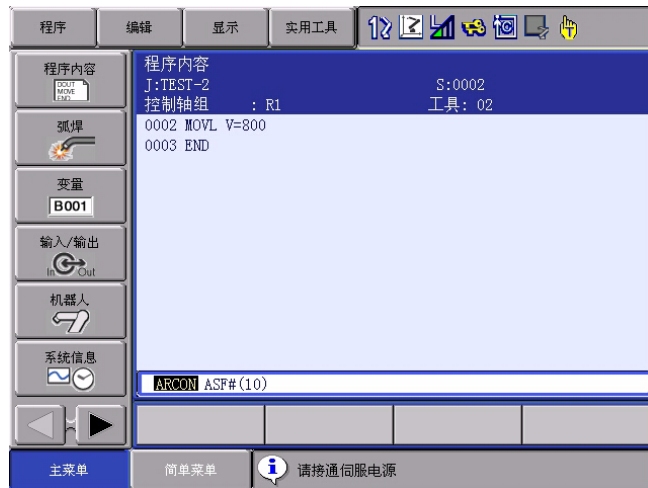 程序 编辑 显示 实用工具
程序内容
DOUT
MOVE
END
弧焊
变量
B001
输入/输出
In Out
机器人
系统信息
程序内容
J:TEST-2 S:0002
控制轴组 : R1 工具: 02
0002 MOVL V=800
0003 END
ARCON ASF#(10)
主菜单 简单菜单 请接通伺服电源